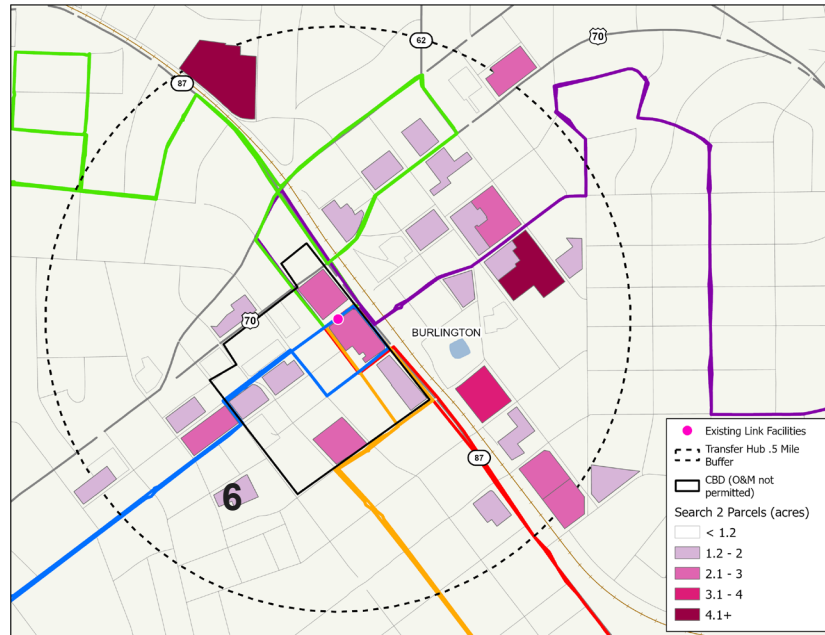 62
70
87
BURLINGTON
70
87
6
Existing Link Facilities
Transfer Hub .5 Mile
Buffer
CBD (O&M not
permitted)
Search 2 Parcels (acres)
< 1.2
1.2 - 2
2.1 - 3
3.1 - 4
4.1+